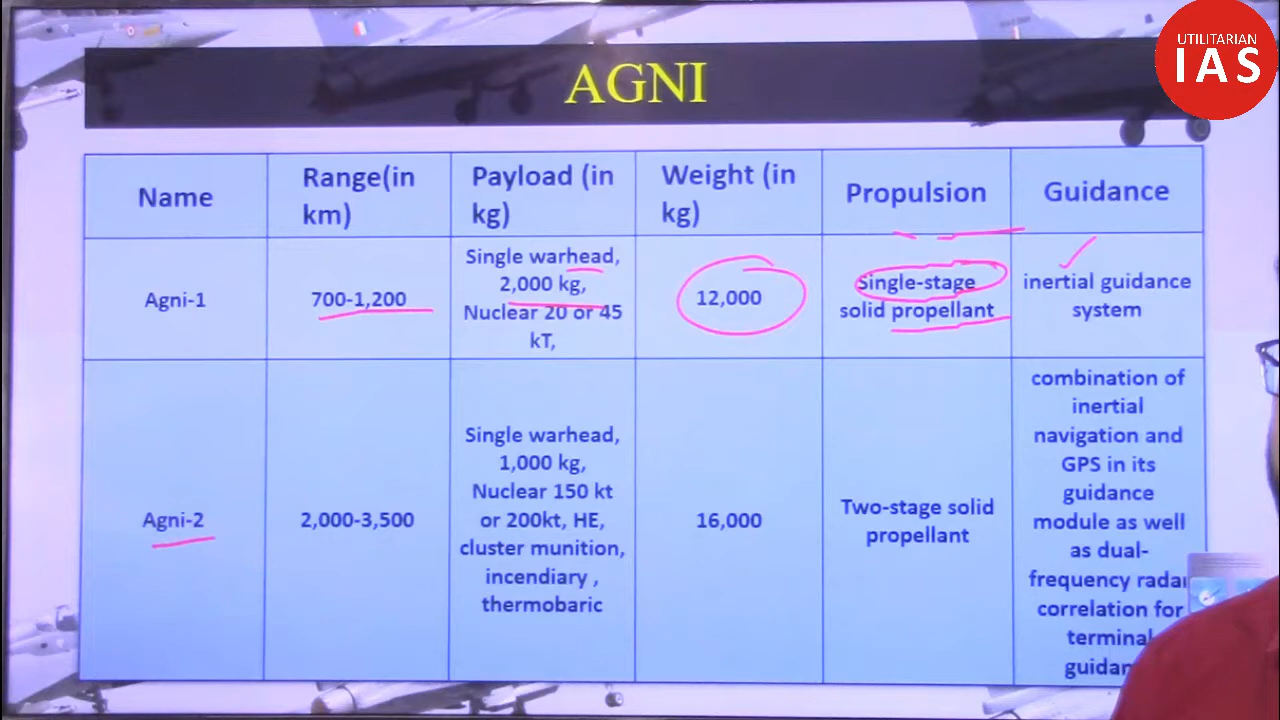 UTILITARIAN
IAS
AGNI
Name
Range(in
km)
Payload (in
kg)
Weight (in
kg)
Propulsion
Guidance
Agni-1
700-1,200
Single warhead,
2,000 kg,
Nuclear 20 or 45
kT,
12,000
Single-stage
solid propellant
inertial guidance
system
Agni-2
2,000-3,500
Single warhead,
1,000 kg,
Nuclear 150 kt
or 200kt, HE,
cluster munition,
incendiary ,
thermobaric
16,000
Two-stage solid
propellant
combination of
inertial
navigation and
GPS in its
guidance
module as well
as dual-
frequency radar
correlation for
terminal